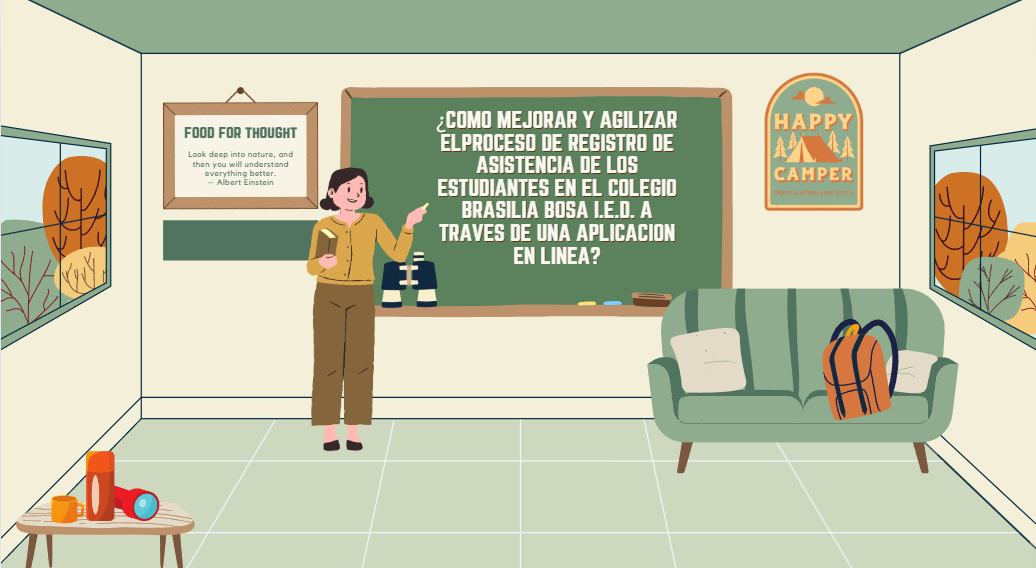 FOOD FOR THOUGHT
Look deep into nature, and
then you will understand
everything better.
— Albert Einstein
¿COMO MEJORAR Y AGILIZAR
ELPROCESO DE REGISTRO DE
ASISTENCIA DE LOS
ESTUDIANTES EN EL COLEGIO
BRASILIA BOSA I.E.D. A
TRAVES DE UNA APLICACION
EN LINEA?
HAPPY
CAMPER